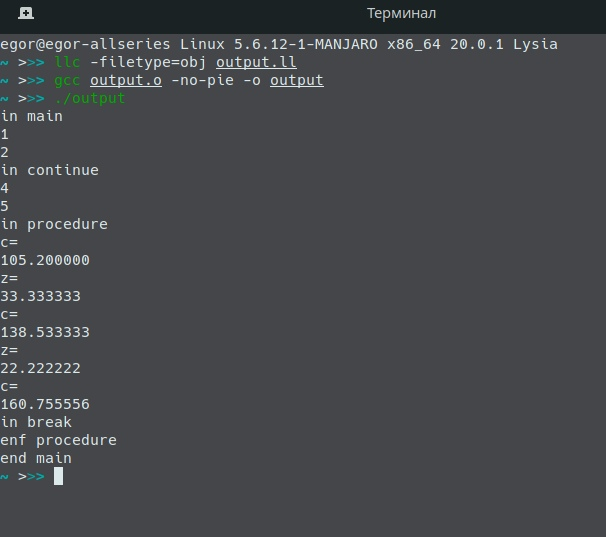 Терминал
egor@egor-allseries Linux 5.6.12-1-MANJARO x86_64 20.0.1 Lysia
~ >>> llc -filetype=obj output.ll
~ >>> gcc output.o -no-pie -o output
~ >>> ./output
in main
1
2
in continue
4
5
in procedure
c=
105.200000
z=
33.333333
c=
138.533333
z=
22.222222
c=
160.755556
in break
enf procedure
end main
~ >>>